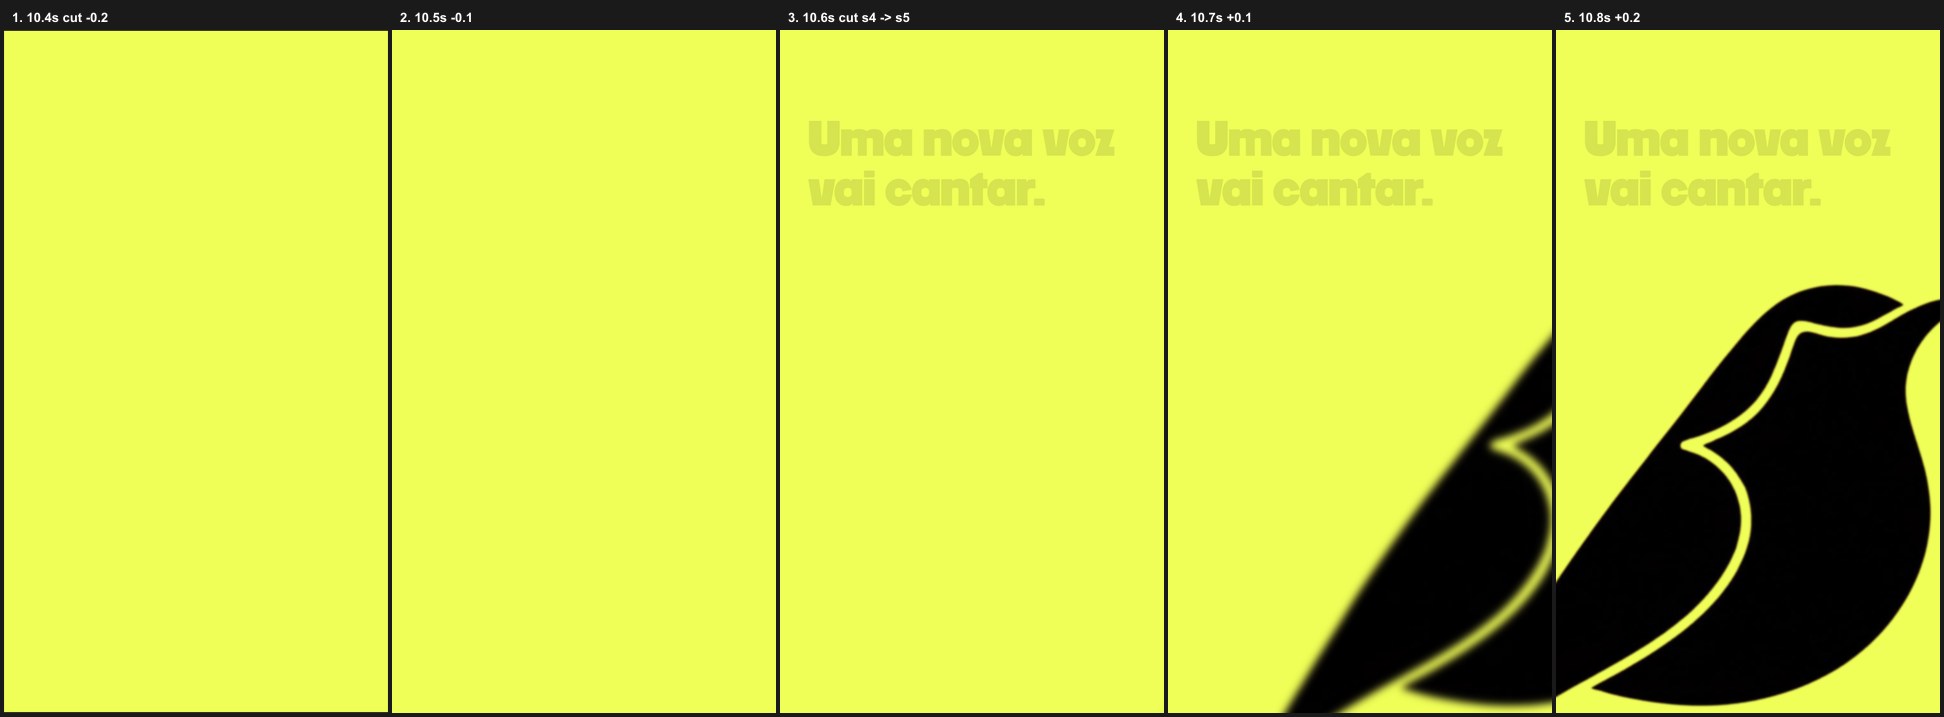 1. 10.4s cut -0.2
2. 10.5s -0.1
3. 10.6s cut s4 -> s5
4. 10.7s +0.1
5. 10.8s +0.2
Uma nova voz
vai cantar.
Uma nova voz
vai cantar.
Uma nova voz
vai cantar.